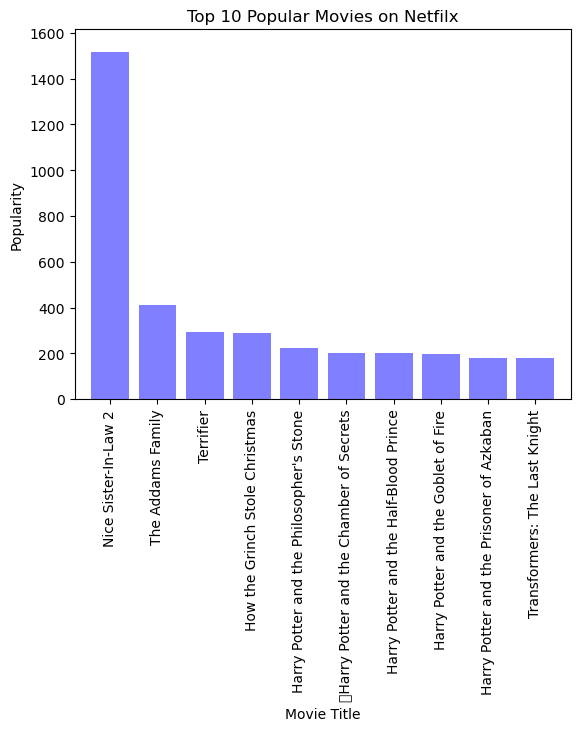 Top 10 Popular Movies on Netfilx
1600
1400
1200
1000
800
600
400
200
0
Popularity
Nice Sister-In-Law 2
The Addams Family
Terrifier
How the Grinch Stole Christmas
Harry Potter and the Philosopher's Stone
Harry Potter and the Chamber of Secrets
Harry Potter and the Half-Blood Prince
Harry Potter and the Goblet of Fire
Harry Potter and the Prisoner of Azkaban
Transformers: The Last Knight
Movie Title